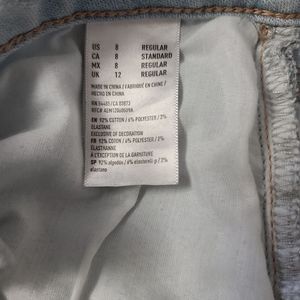 US 8 REGULAR
CA 8 STANDARD
MX 8 REGULAR
UK 12 REGULAR
MADE IN CHINA / FABRIQUÉ EN CHINE /
HECHO EN CHINA
EN 92% COTTON / 6% POLYESTER / 2%
ELASTANE
EXCLUSIVE OF DECORATION
FR 92% COTON / 6% POLYESTER / 2%
ÉLASTHANNE
À L'EXCEPTION DE LA GARNITURE
SP 92% algodon / 6% / 2%
elastano